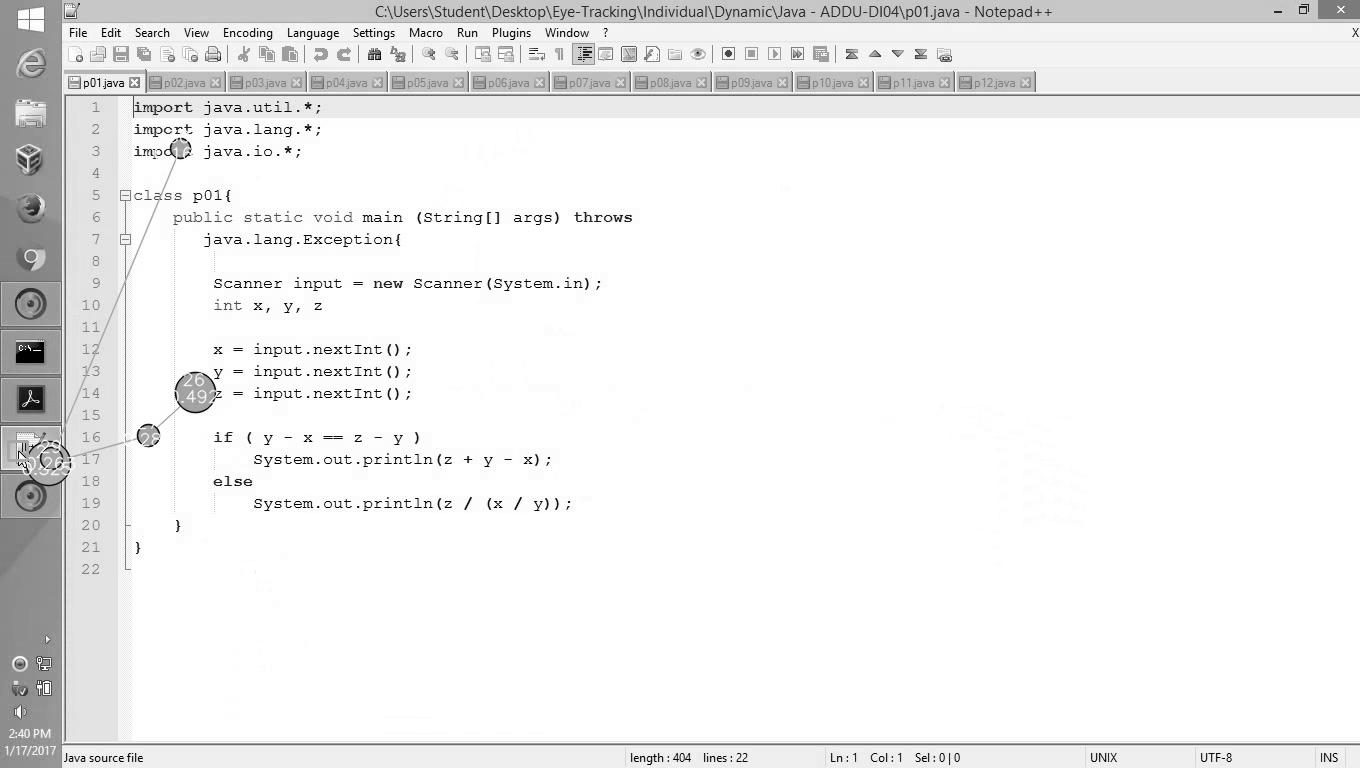 C:\Users\Student\Desktop\Eye-Tracking\Individual\Dynamic\Java - ADDU-DI04\p01.java - Notepad++
File Edit Search View Encoding Language Settings Macro Run Plugins Window ? X
p01.java p02.java p03.java p04.java p05.java p06.java p07.java p08.java p09.java p10.java p11.java p12.java
1 import java.util.*;
2 import java.lang.*;
3 import java.io.*;
16
4
5 class p01{
6 public static void main (String[] args) throws
7 java.lang.Exception{
8
9 Scanner input = new Scanner(System.in);
10 int x, y, z
11
12 x = input.nextInt();
13 y = input.nextInt();
26
14 z = input.nextInt();
0.492
15
16 if ( y - x == z - y )
28
17 System.out.println(z + y - x);
18 else
19 System.out.println(z / (x / y));
20 }
21 }
22
2:40 PM
1/17/2017
Java source file length : 404 lines : 22 Ln : 1 Col : 1 Sel : 0 | 0 UNIX UTF-8 INS